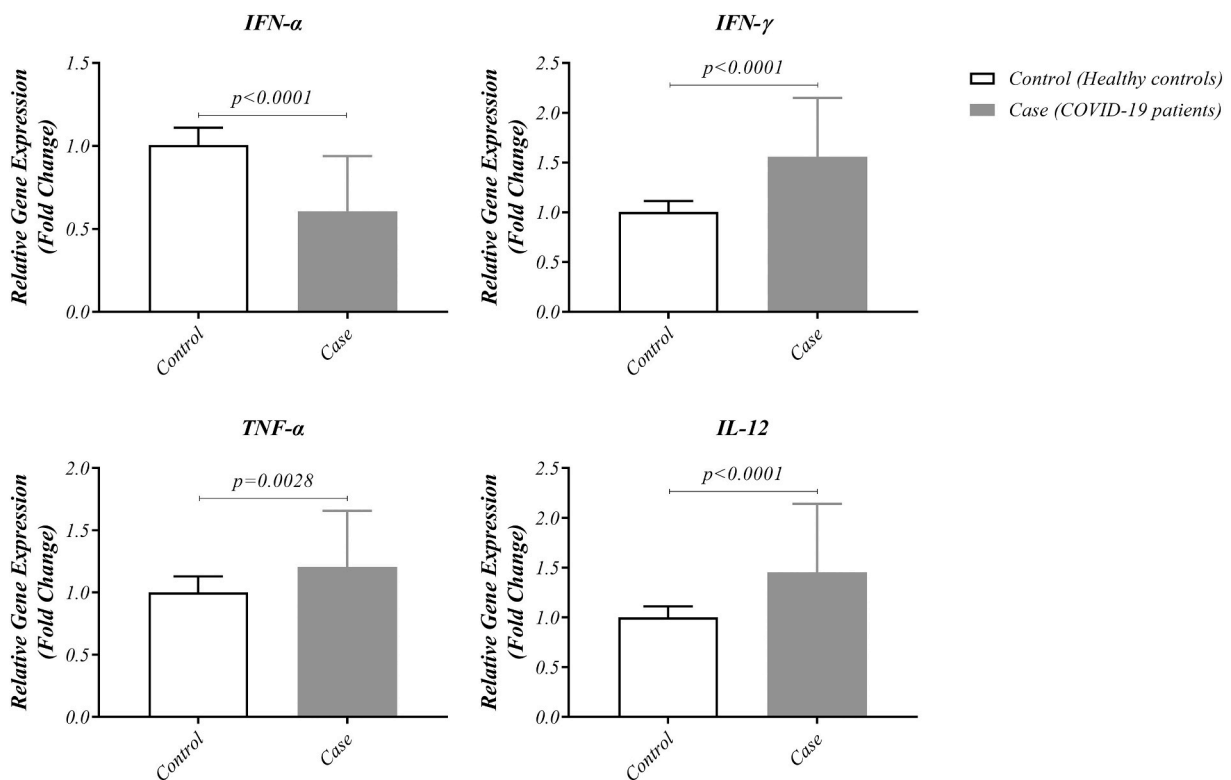 IFN-α
Relative Gene Expression
(Fold Change)
1.5
1.0
0.5
0.0
p<0.0001
Control
Case
IFN-γ
Relative Gene Expression
(Fold Change)
2.5
2.0
1.5
1.0
0.5
0.0
p<0.0001
Control
Case
Control (Healthy controls)
Case (COVID-19 patients)
TNF-α
Relative Gene Expression
(Fold Change)
2.0
1.5
1.0
0.5
0.0
p=0.0028
Control
Case
IL-12
Relative Gene Expression
(Fold Change)
2.5
2.0
1.5
1.0
0.5
0.0
p<0.0001
Control
Case